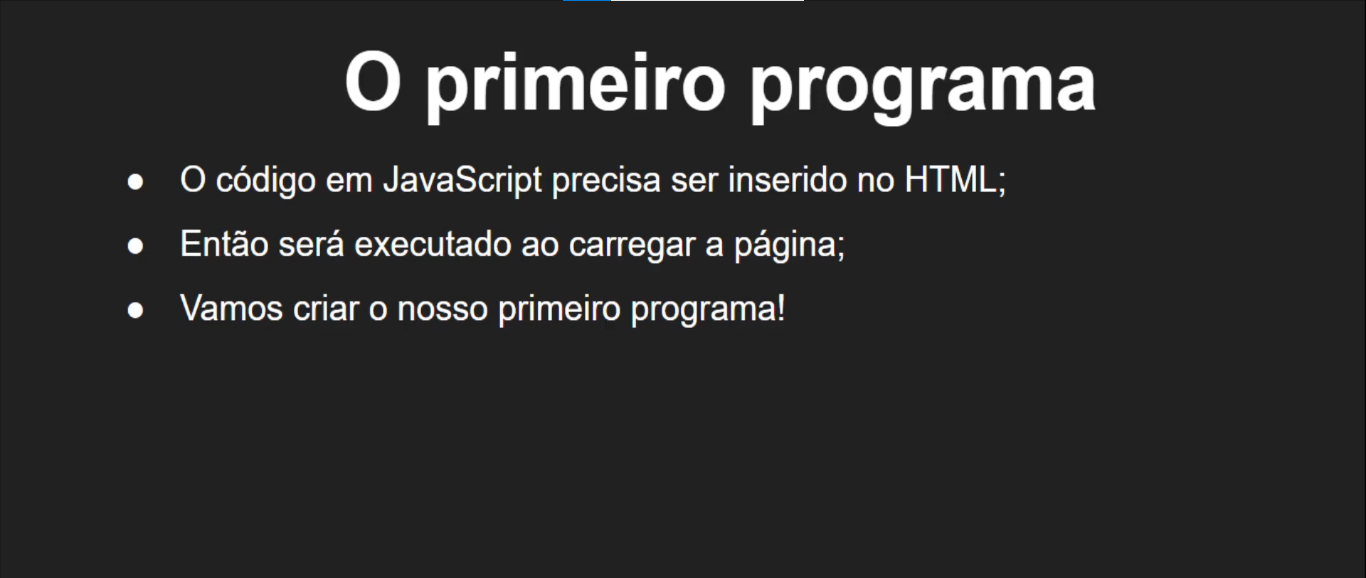 O primeiro programa
● O código em JavaScript precisa ser inserido no HTML;
● Então será executado ao carregar a página;
● Vamos criar o nosso primeiro programa!